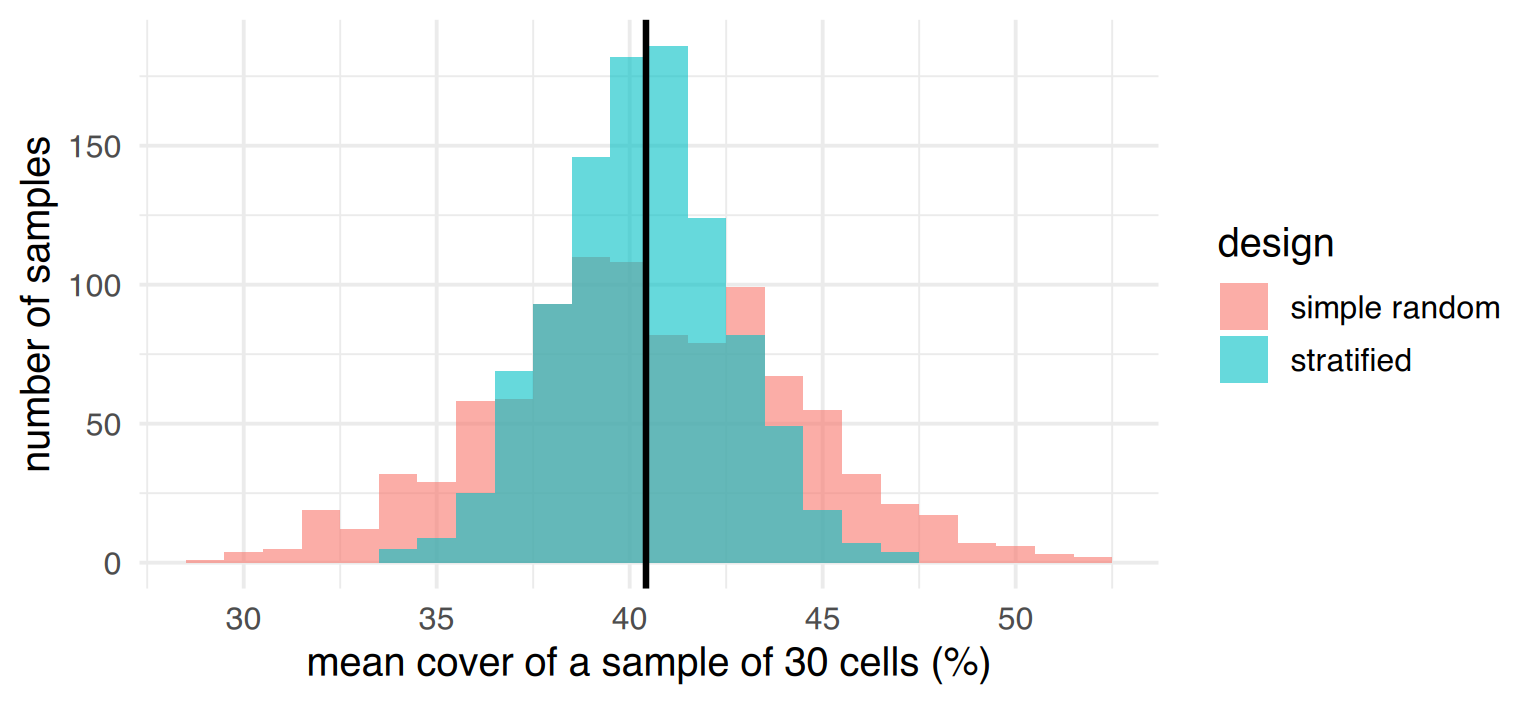 number of samples
150
100
50
0
30 35 40 45 50
mean cover of a sample of 30 cells (%)
design
simple random
stratified